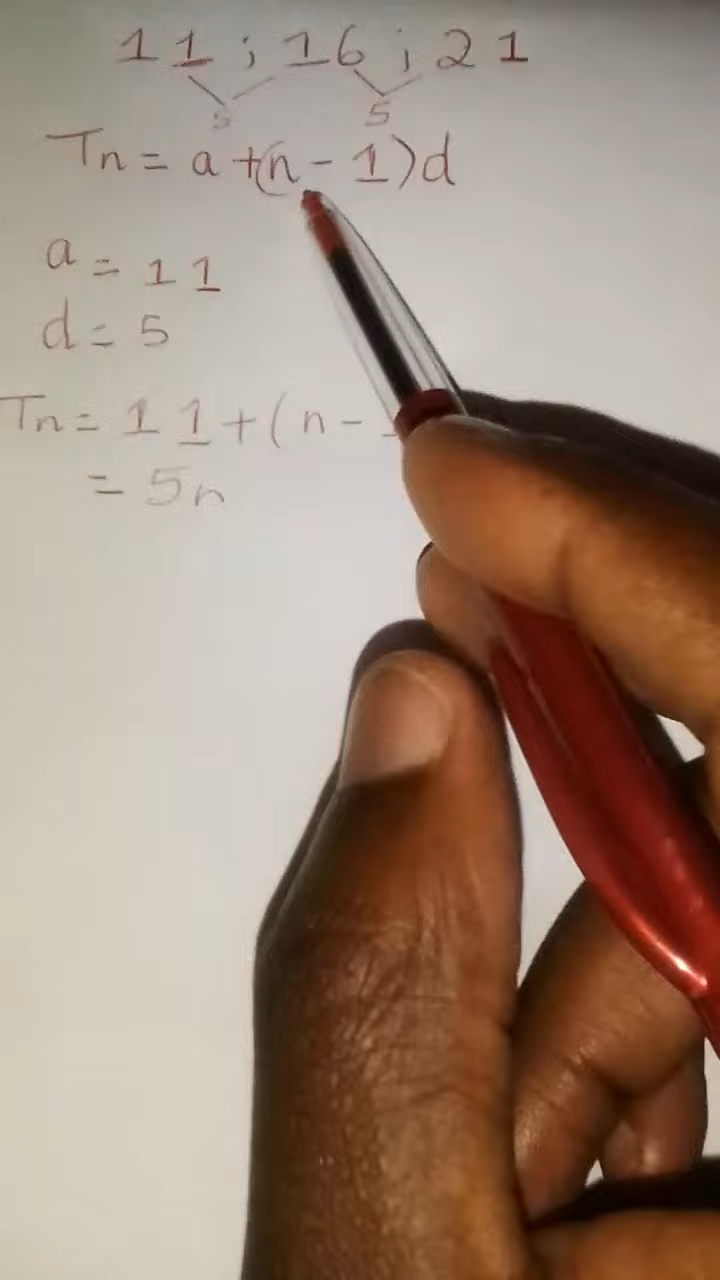 11 ; 16 ; 21
5 5
Tn = a + (n - 1)d
a = 11
d = 5
Tn = 11 + (n -
= 5n